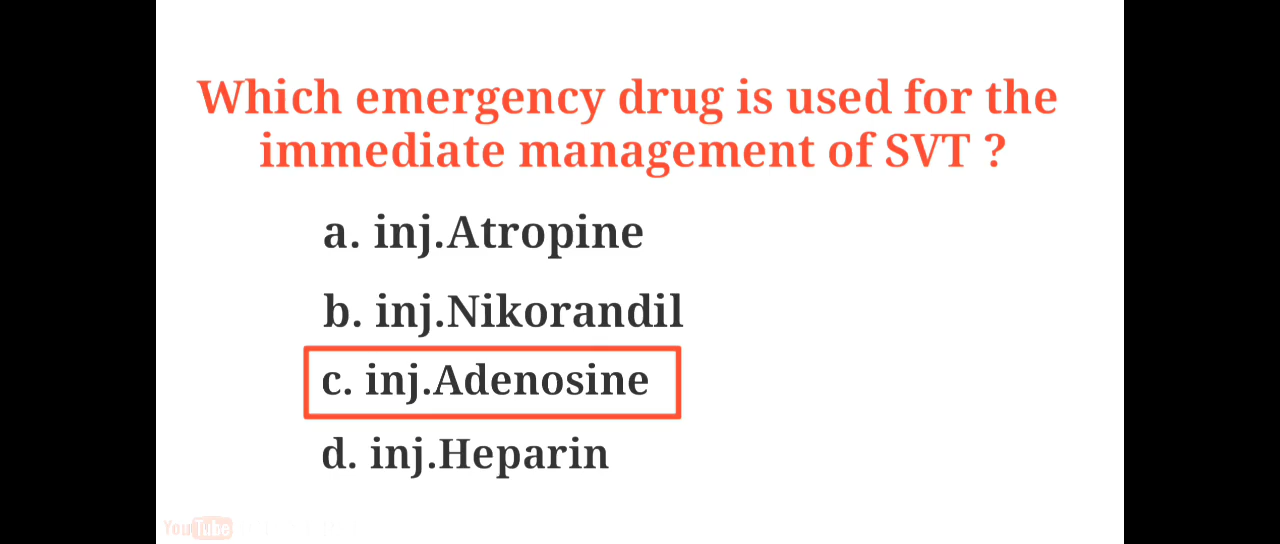 Which emergency drug is used for the
immediate management of SVT ?
a. inj.Atropine
b. inj.Nikorandil
c. inj.Adenosine
d. inj.Heparin
YouTube